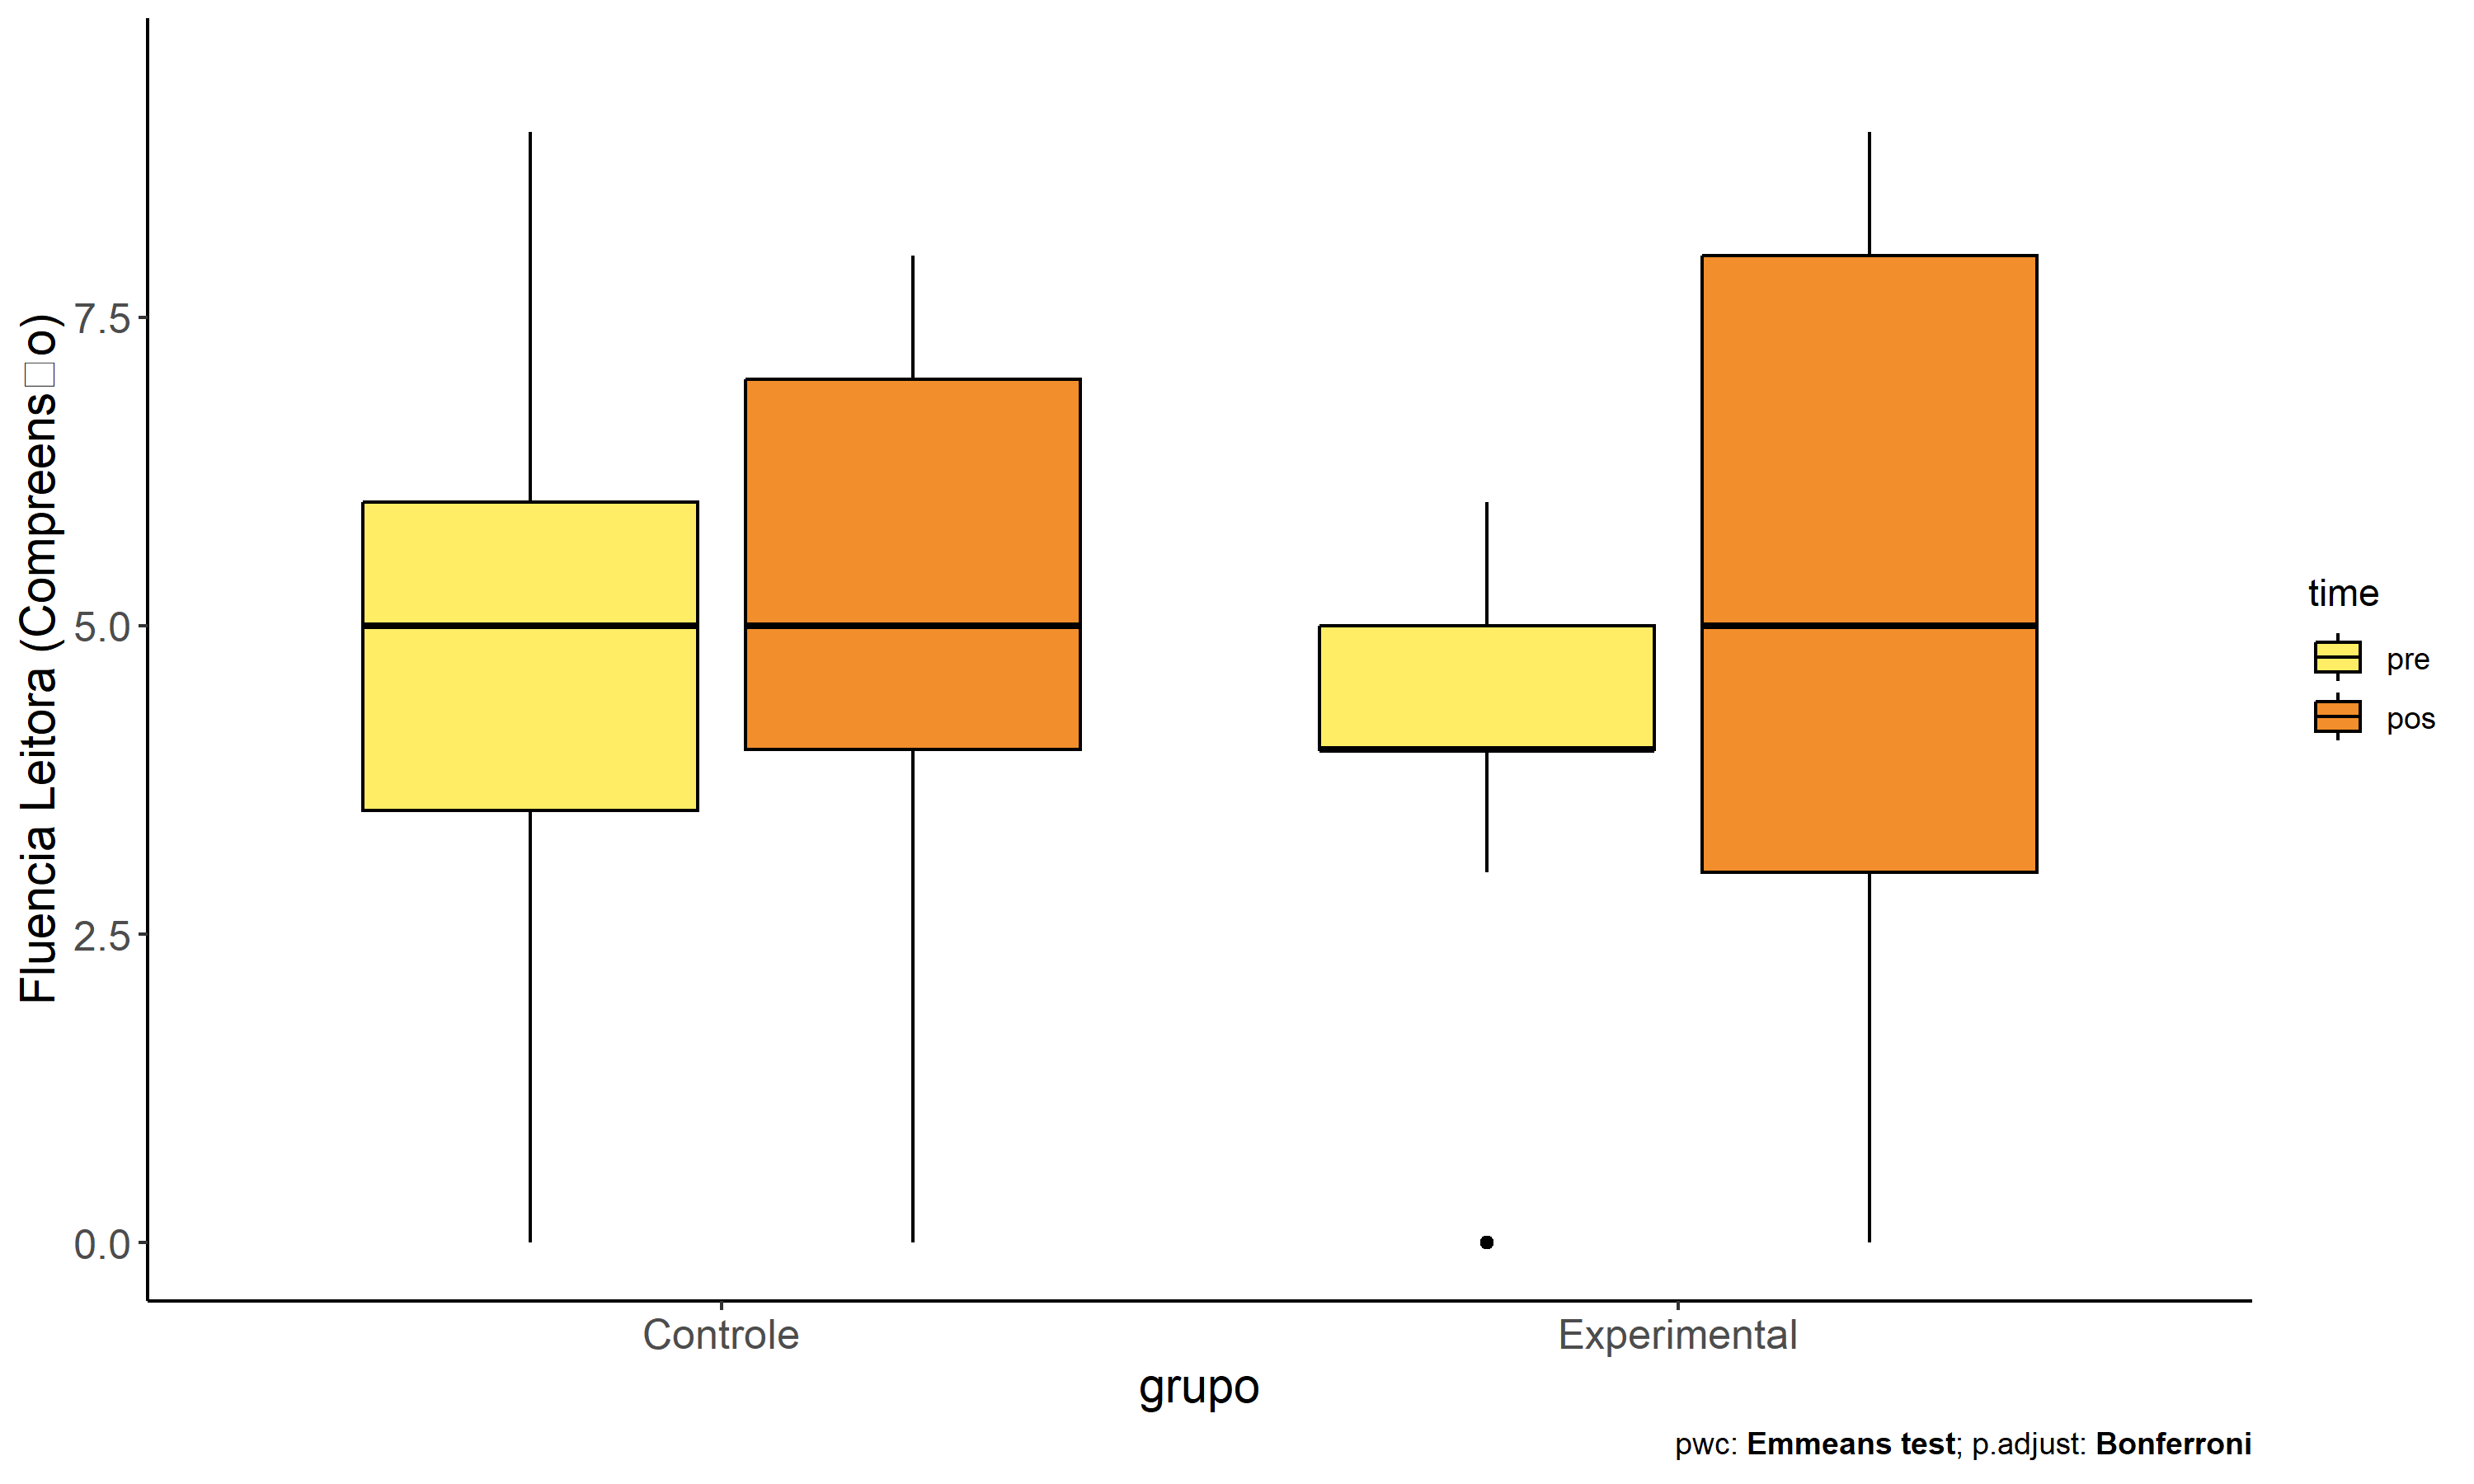 Fluencia Leitora (Compreens□o)
7.5
5.0
2.5
0.0
Controle
Experimental
grupo
time
pre
pos
pwc: Emmeans test; p.adjust: Bonferroni